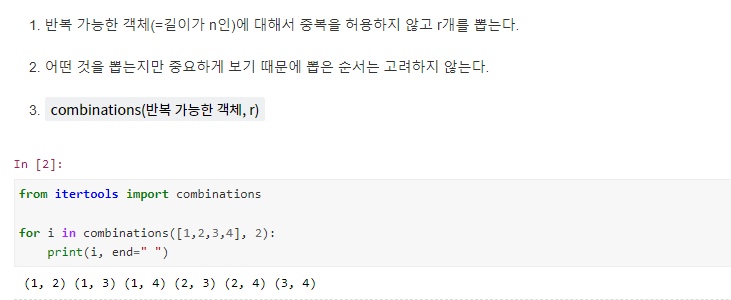 1. 반복 가능한 객체(=길이가 n인)에 대해서 중복을 허용하지 않고 r개를 뽑는다.
2. 어떤 것을 뽑는지만 중요하게 보기 때문에 뽑은 순서는 고려하지 않는다.
3. combinations(반복 가능한 객체, r)
In [2]:
from itertools import combinations
for i in combinations([1,2,3,4], 2):
    print(i, end=" ")
(1, 2) (1, 3) (1, 4) (2, 3) (2, 4) (3, 4)